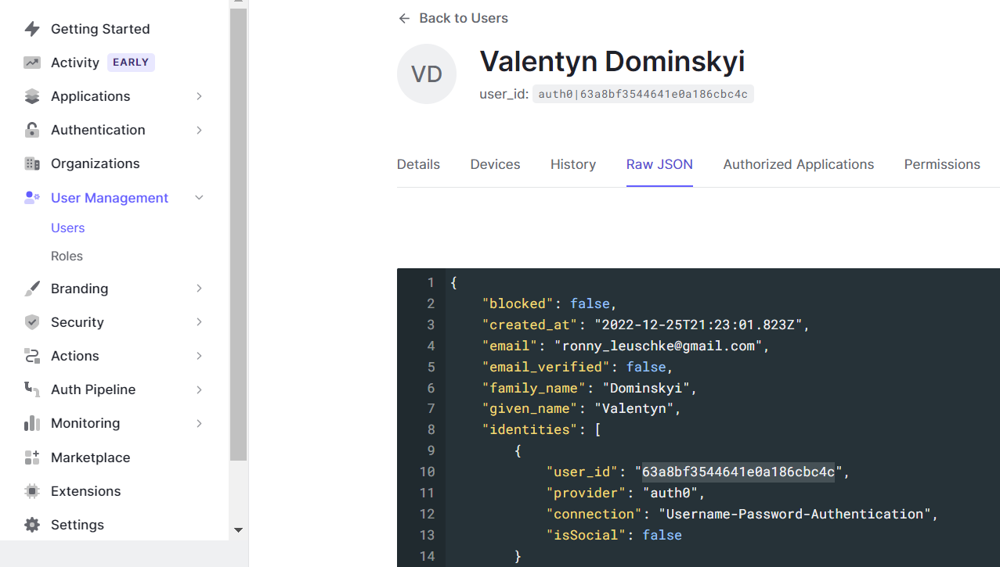 Getting Started
Activity EARLY
Applications
Authentication
Organizations
User Management
Users
Roles
Branding
Security
Actions
Auth Pipeline
Monitoring
Marketplace
Extensions
Settings
← Back to Users
VD
Valentyn Dominskyi
user_id: auth0|63a8bf3544641e0a186cbc4c
Details Devices History Raw JSON Authorized Applications Permissions
1 {
2 "blocked": false,
3 "created_at": "2022-12-25T21:23:01.823Z",
4 "email": "ronny_leuschke@gmail.com",
5 "email_verified": false,
6 "family_name": "Dominskyi",
7 "given_name": "Valentyn",
8 "identities": [
9 {
10 "user_id": "63a8bf3544641e0a186cbc4c",
11 "provider": "auth0",
12 "connection": "Username-Password-Authentication",
13 "isSocial": false
14 }